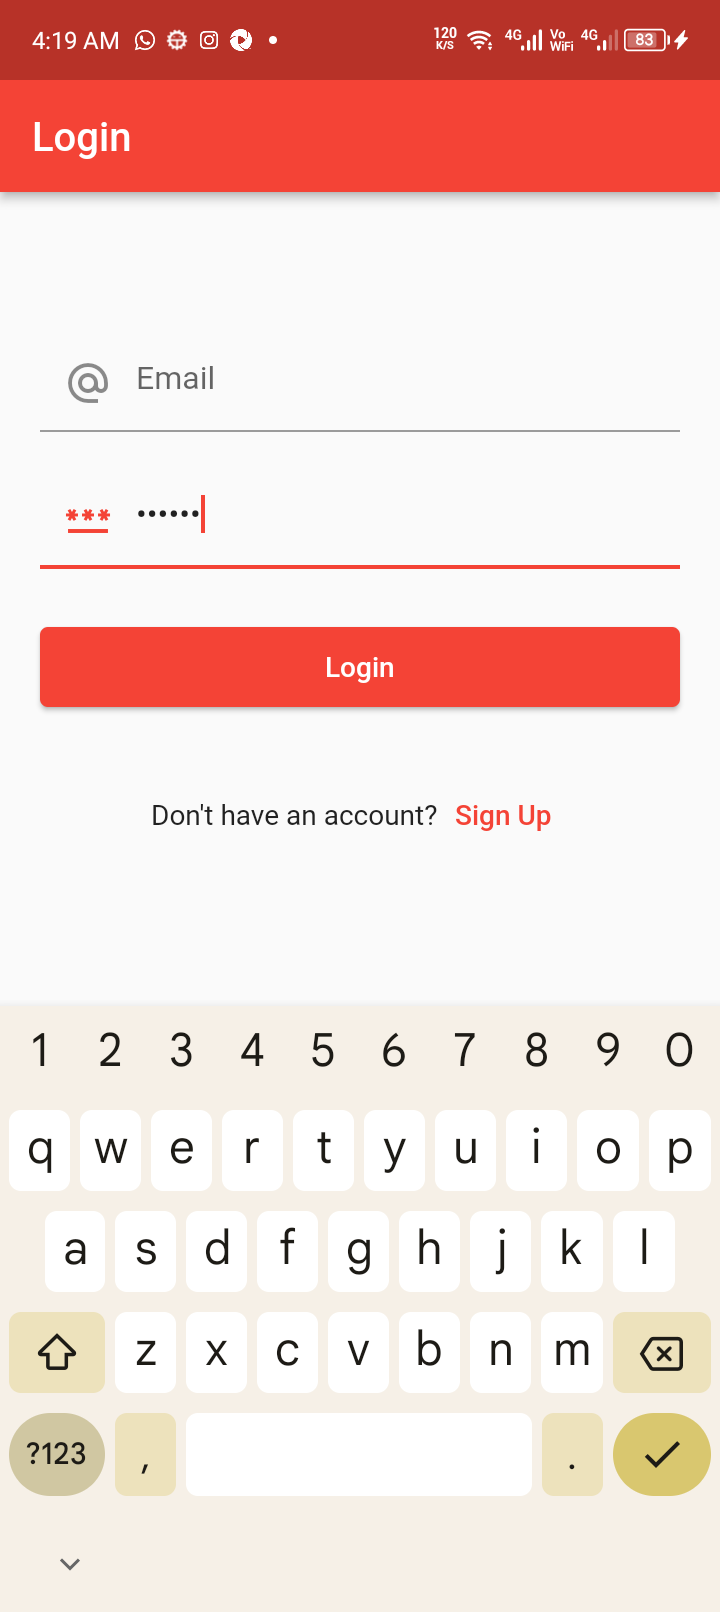 4:19 AM 120 K/S 4G Vo WiFi 4G 83
Login
Email
••••••
Login
Don't have an account? Sign Up
1 2 3 4 5 6 7 8 9 0
q w e r t y u i o p
a s d f g h j k l
z x c v b n m
?123 , .